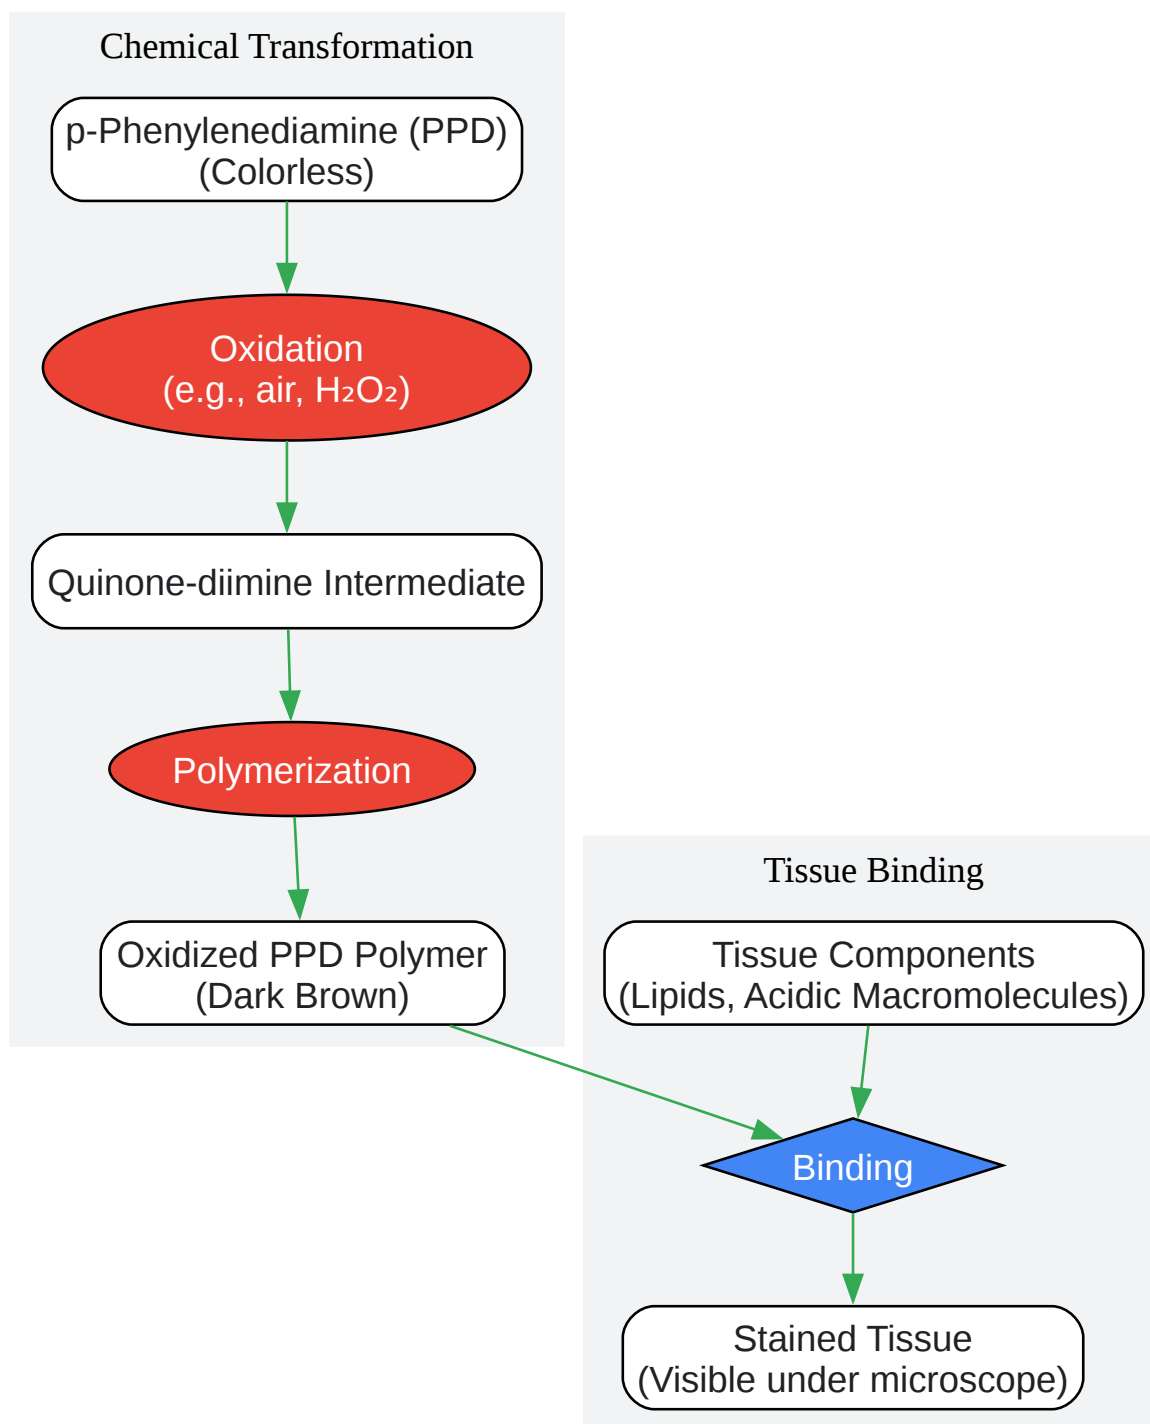 Chemical Transformation
p-Phenylenediamine (PPD)
(Colorless)
Oxidation
(e.g., air, H₂O₂)
Quinone-diimine Intermediate
Polymerization
Oxidized PPD Polymer
(Dark Brown)
Tissue Binding
Tissue Components
(Lipids, Acidic Macromolecules)
Binding
Stained Tissue
(Visible under microscope)